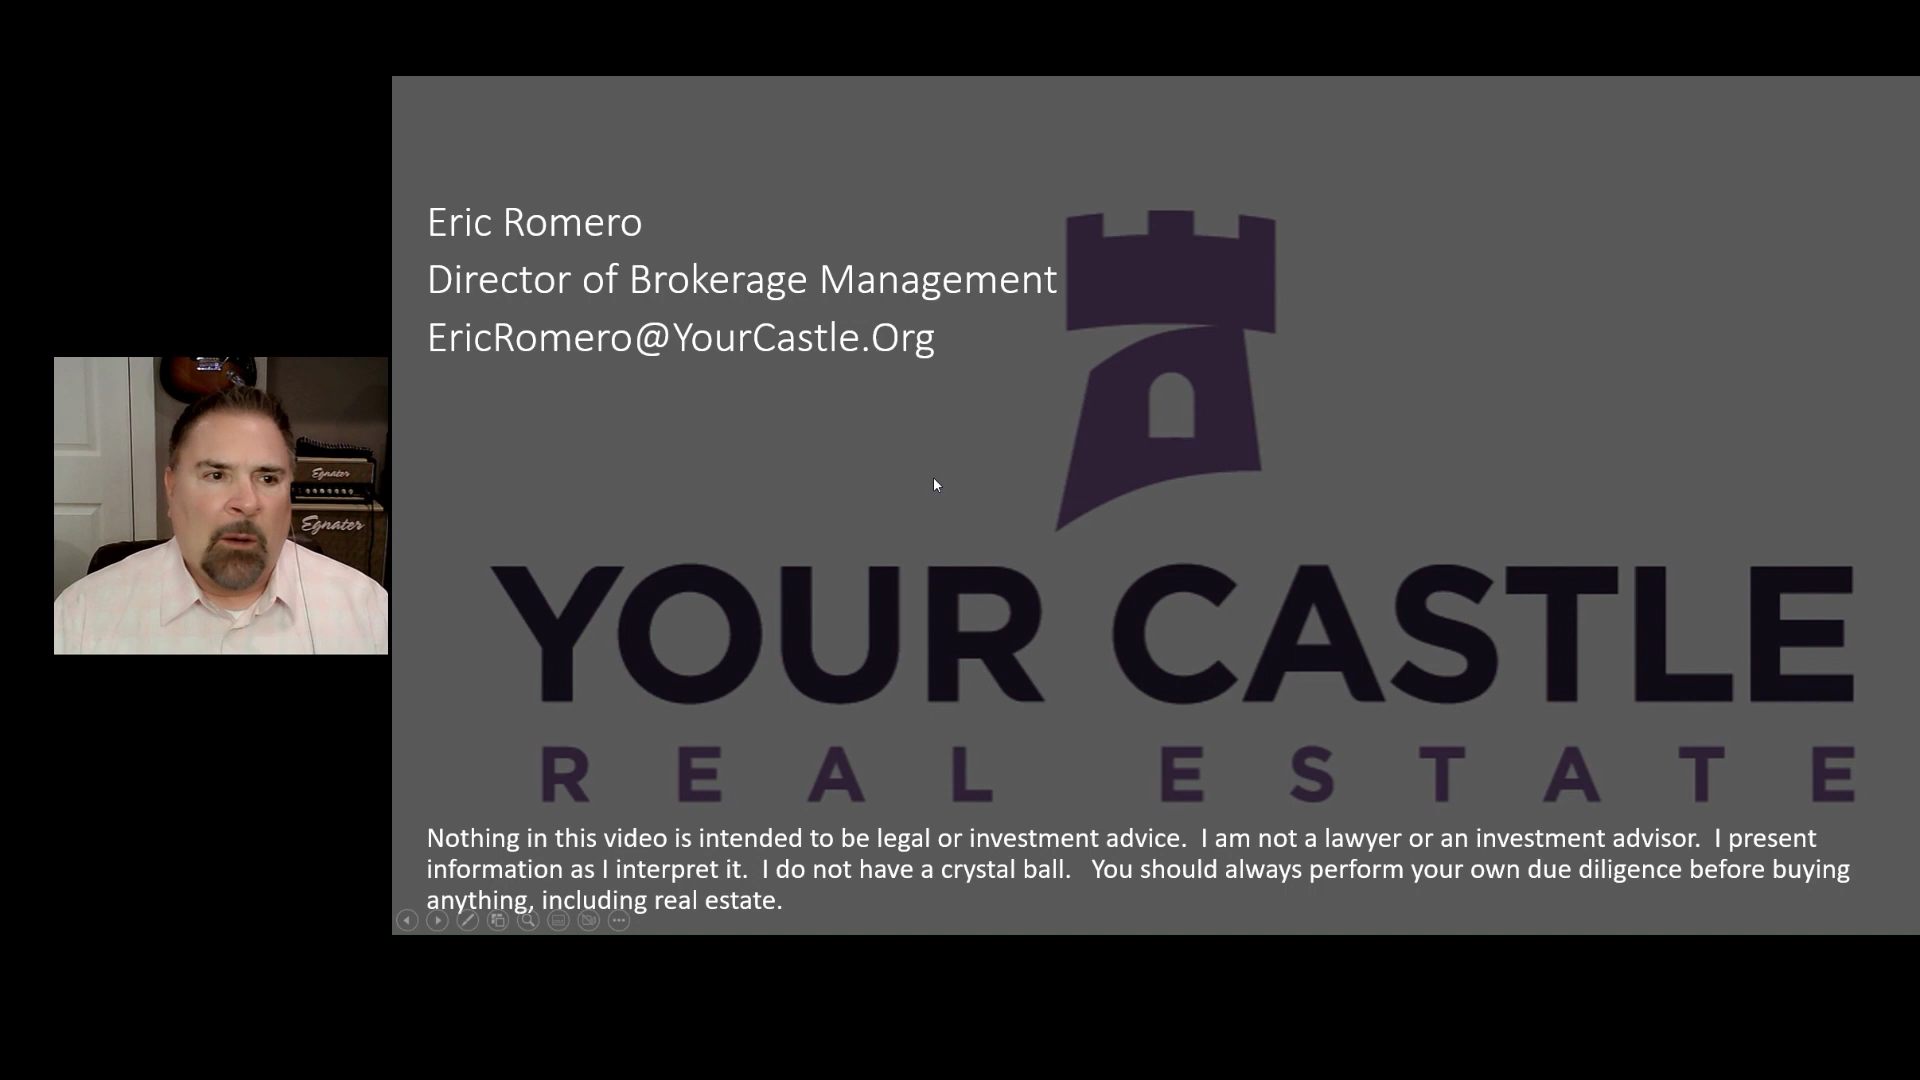 Eric Romero
Director of Brokerage Management
EricRomero@YourCastle.Org
Egnater
Egnater
YOUR CASTLE
REAL ESTATE
Nothing in this video is intended to be legal or investment advice.  I am not a lawyer or an investment advisor.  I present
information as I interpret it.  I do not have a crystal ball.   You should always perform your own due diligence before buying
anything, including real estate.